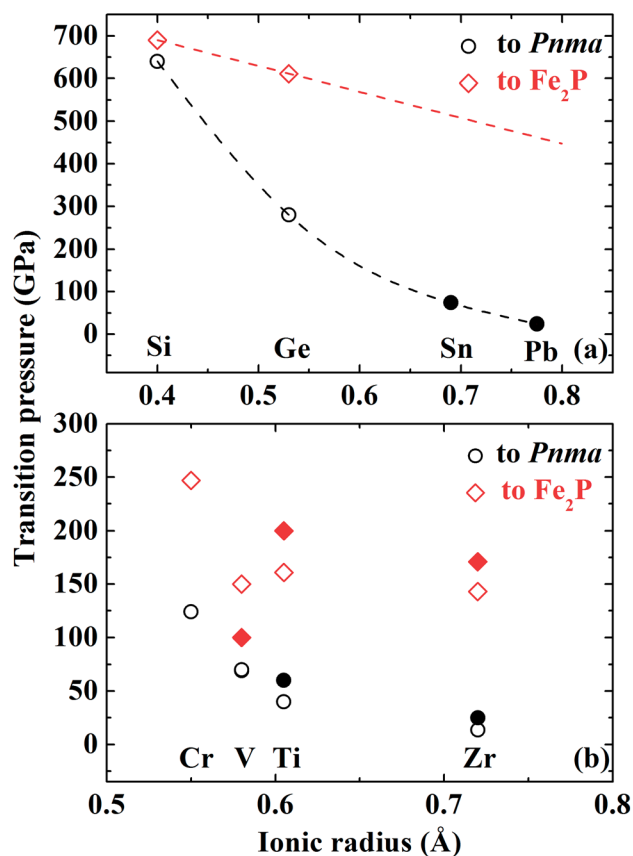 700
600
500
400
300
200
100
0
to Pnma
to Fe₂P
Si Ge Sn Pb (a)
0.4 0.5 0.6 0.7 0.8
Transition pressure (GPa)
300
250
200
150
100
50
0
to Pnma
to Fe₂P
Cr V Ti Zr (b)
0.5 0.6 0.7 0.8
Ionic radius (Å)